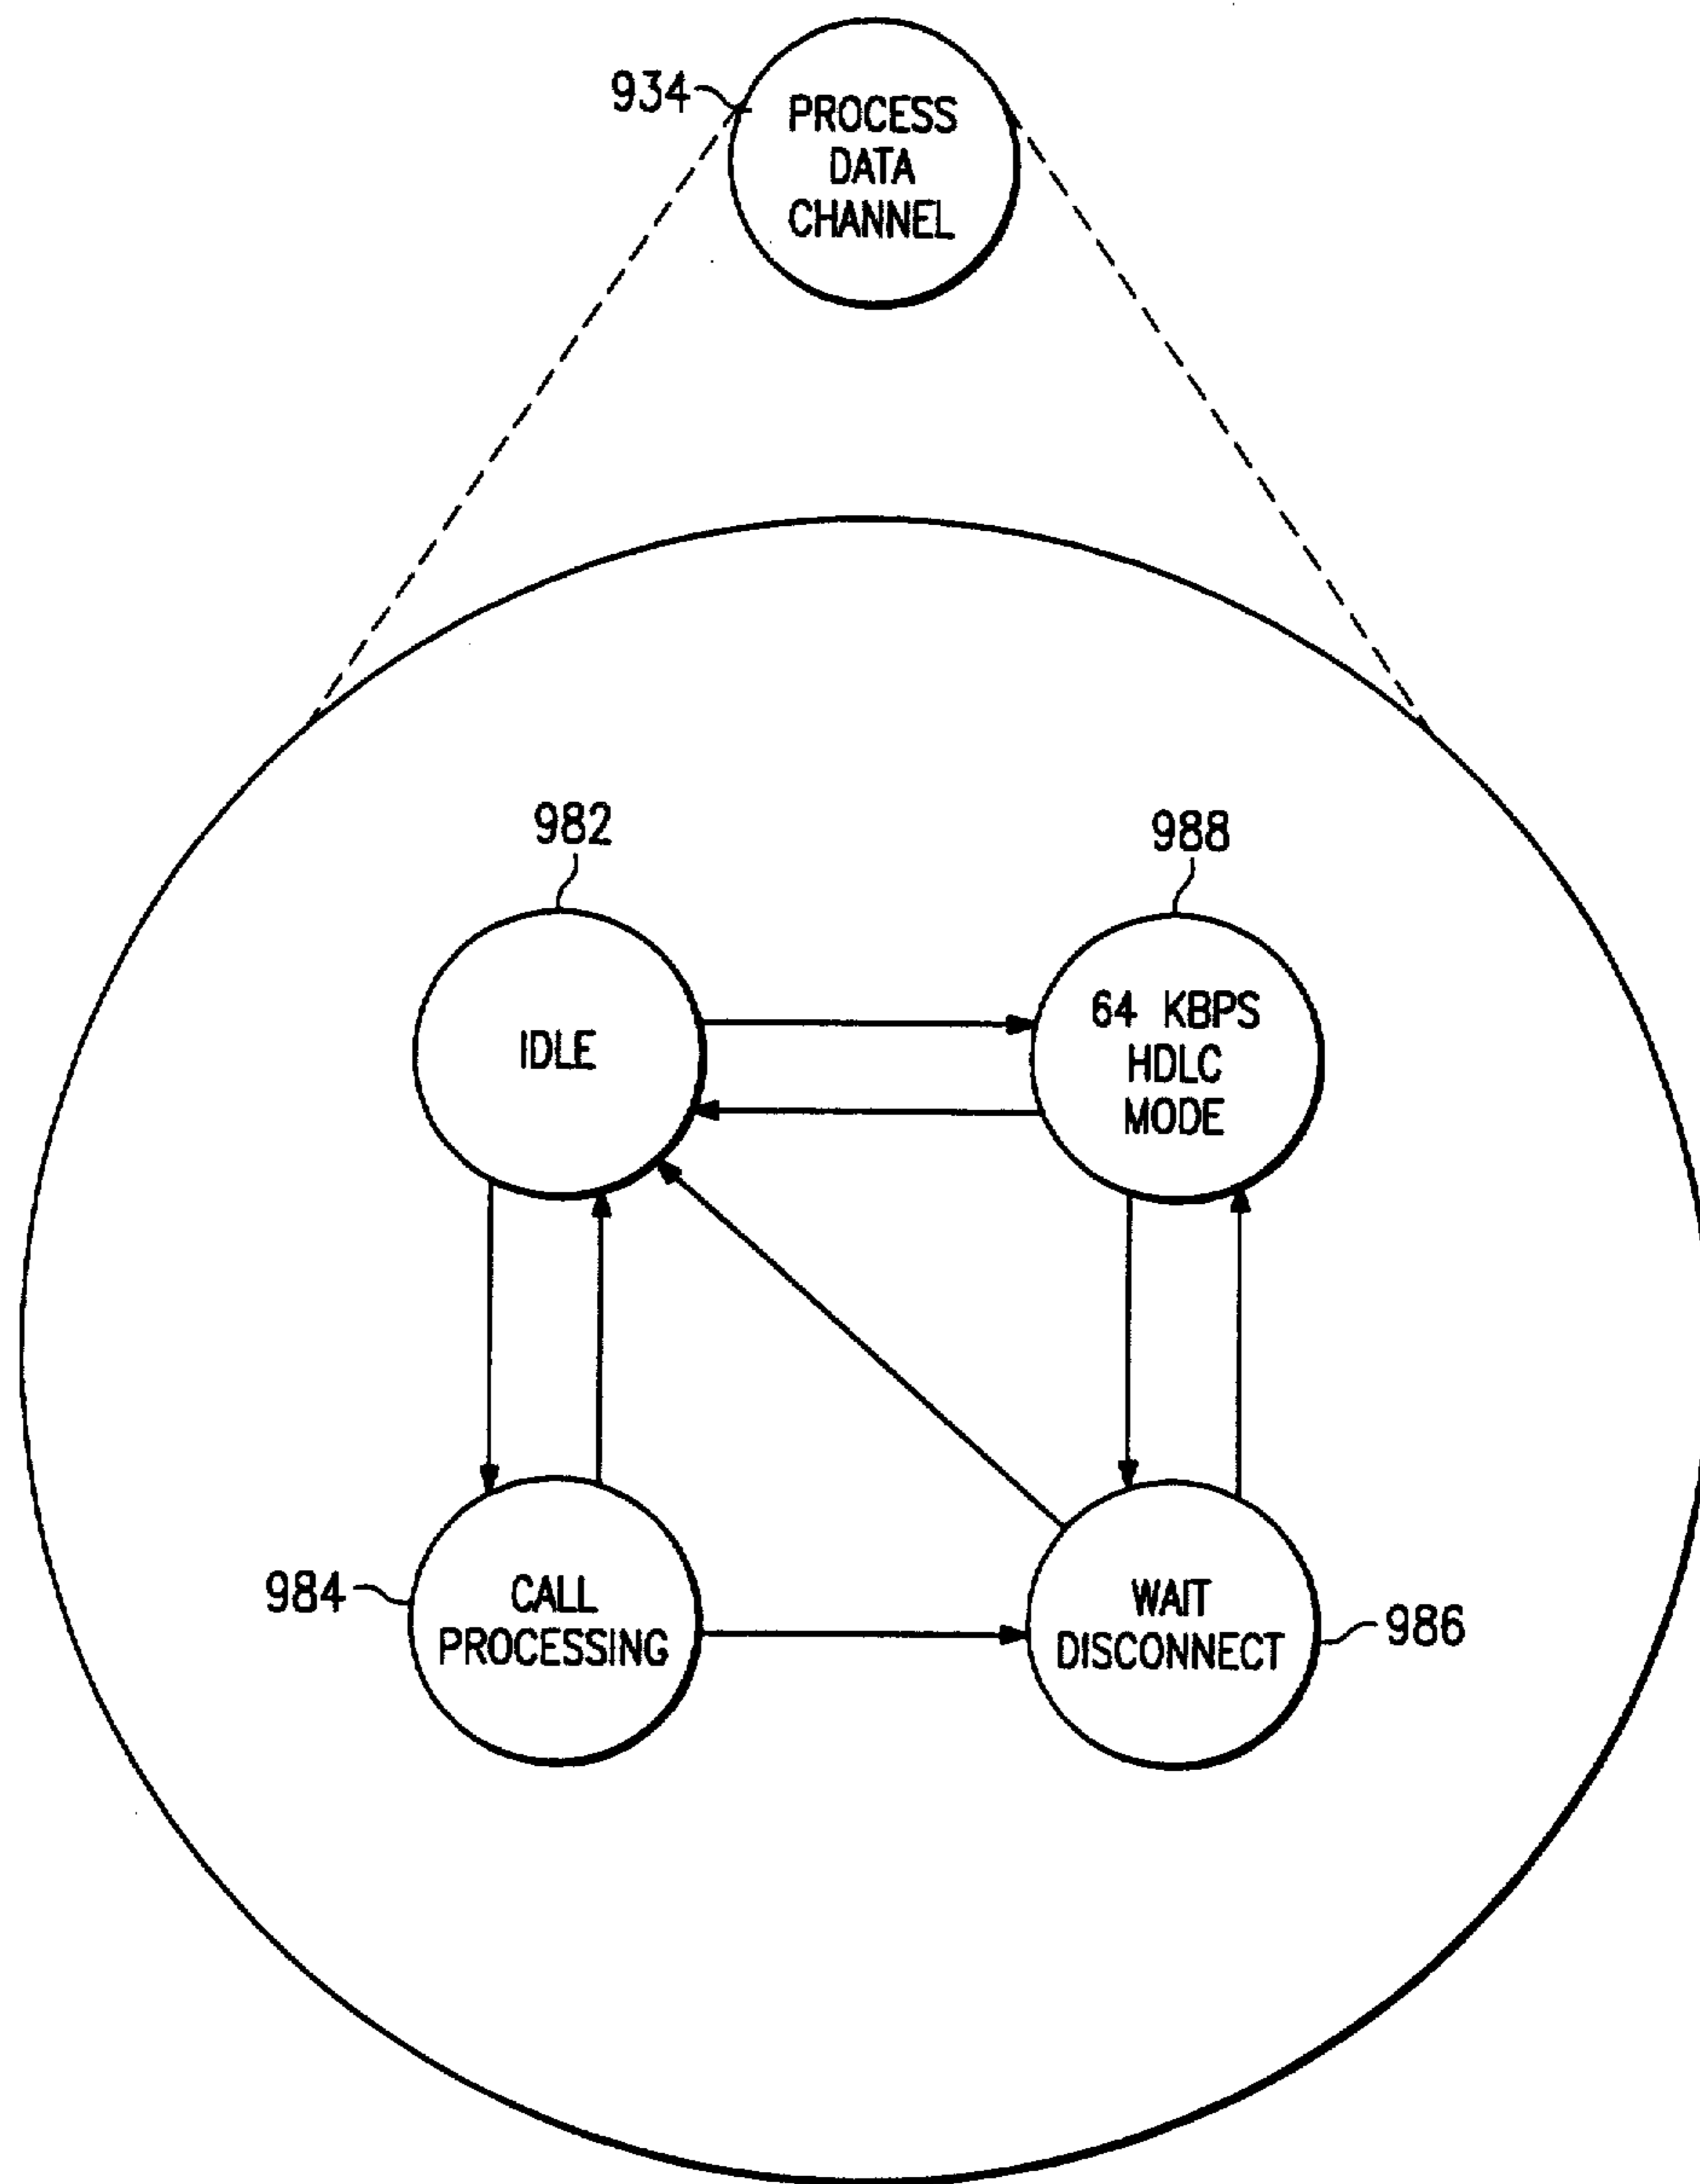 934
PROCESS
DATA
CHANNEL
982
988
IDLE
64 KBPS
HDLC
MODE
984
CALL
PROCESSING
WAIT
DISCONNECT
986